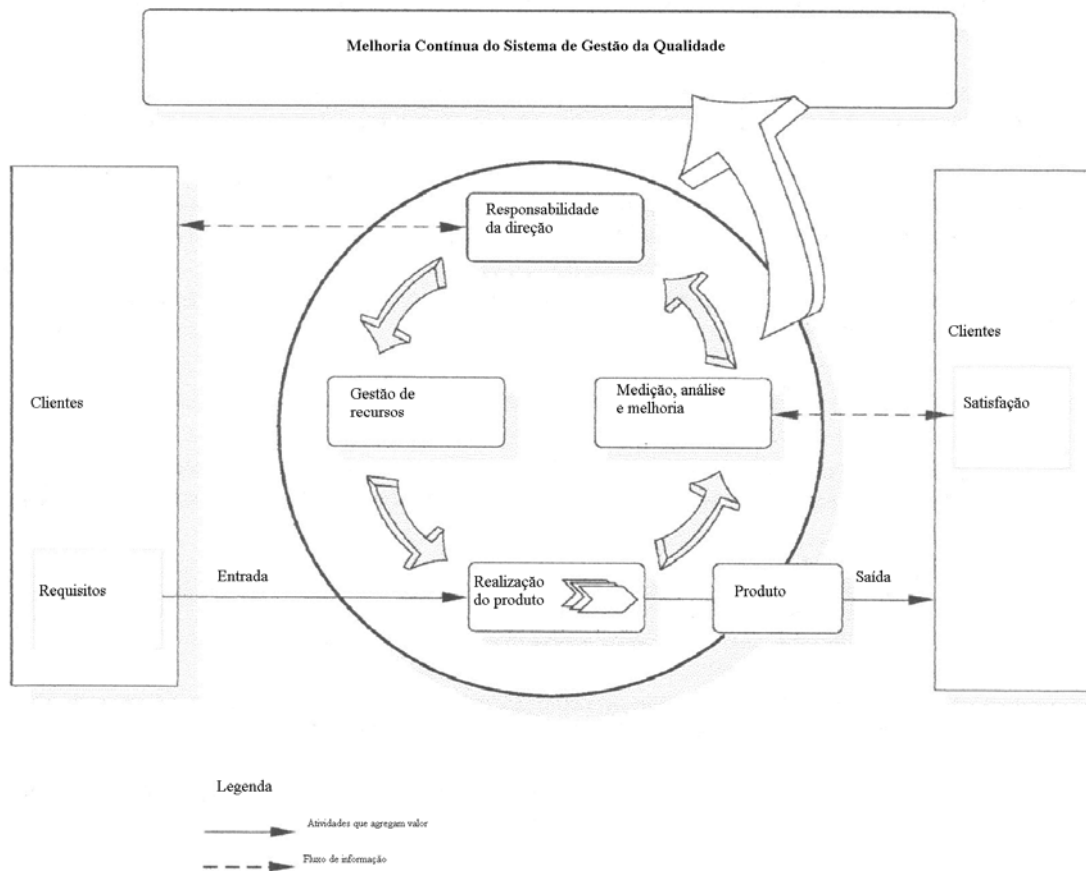 Melhoria Contínua do Sistema de Gestão da Qualidade
Responsabilidade
da direção
Clientes
Gestão de
recursos
Medição, análise
e melhoria
Clientes
Satisfação
Requisitos
Entrada
Realização
do produto
Produto
Saída
Legenda
Atividades que agregam valor
Fluxo de informação